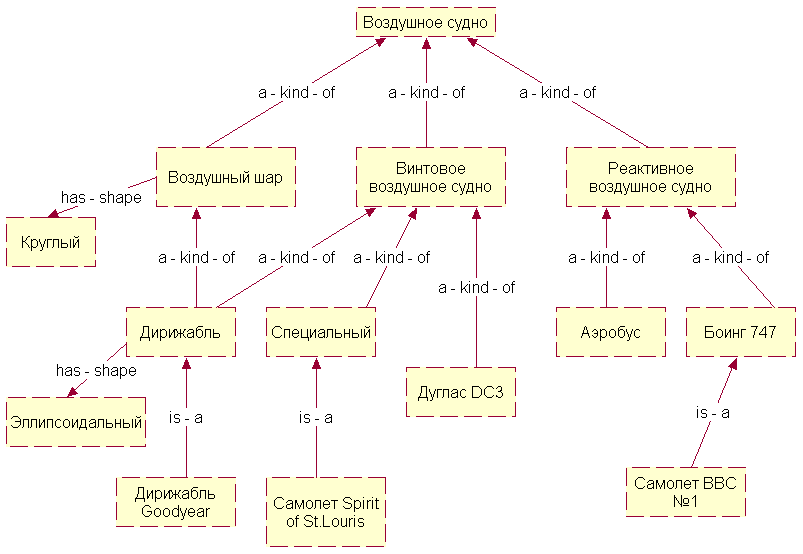 Воздушное судно
a - kind - of
a - kind - of
a - kind - of
Воздушный шар
Винтовое
воздушное судно
Реактивное
воздушное судно
has - shape
Круглый
a - kind - of
a - kind - of
a - kind - of
a - kind - of
a - kind - of
a - kind - of
Дирижабль
Специальный
Аэробус
Боинг 747
has - shape
Дуглас DC3
Эллипсоидальный
is - a
is - a
is - a
Дирижабль
Goodyear
Самолет Spirit
of St.Louris
Самолет ВВС
№1